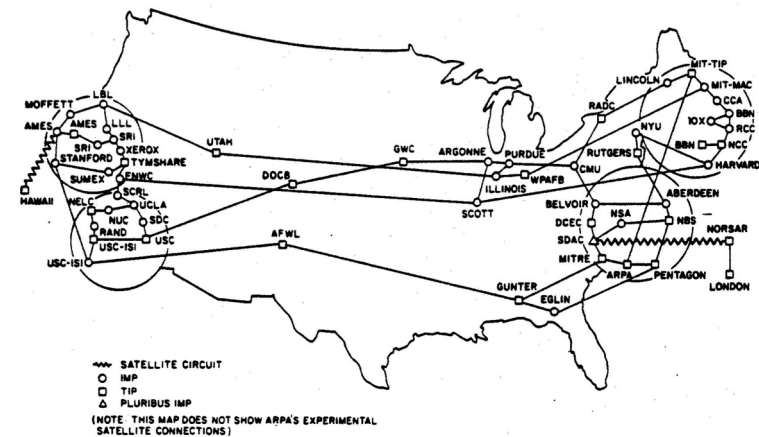 MIT-TIP
LINCOLN
MIT-MAC
LBL
MOFFETT
CCA
RADC
BBN
AMES
AMES
LLL
10X
SRI
NYU
RCC
XEROX
SRI
UTAH
GWC
ARGONNE
PURDUE
RUTGERS
BBN
NCC
STANFORD
TYMSHARE
HARVARD
SUMEX
FNWC
DOCB
WPAFB
CMU
HAWAII
ILLINOIS
SCRL
ABERDEEN
NELC
UCLA
SCOTT
BELVOIR
NUC
SDC
NSA
DCEC
NBS
NORSAR
RAND
AFWL
SDAC
USC-ISI
USC
MITRE
USC-ISI
ARPA
PENTAGON
GUNTER
LONDON
EGLIN
SATELLITE CIRCUIT
IMP
TIP
PLURIBUS IMP
(NOTE THIS MAP DOES NOT SHOW ARPA'S EXPERIMENTAL
SATELLITE CONNECTIONS)